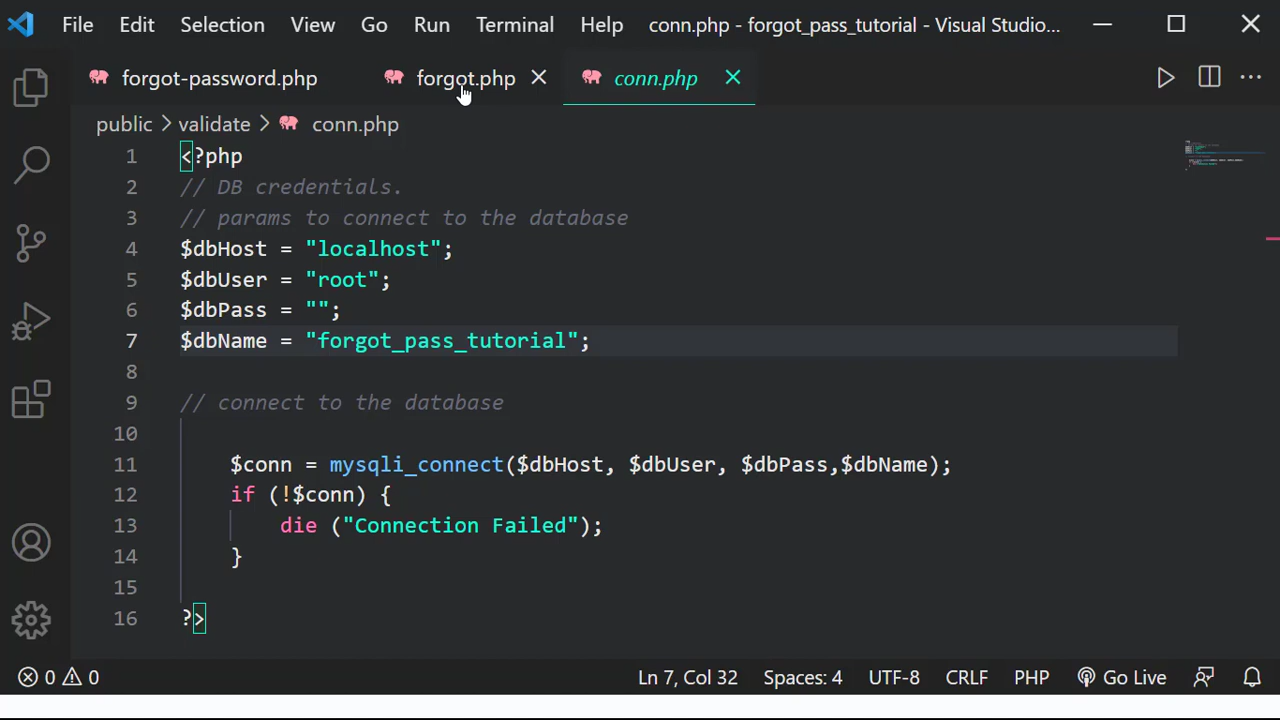 File Edit Selection View Go Run Terminal Help conn.php - forgot_pass_tutorial - Visual Studio...
forgot-password.php forgot.php conn.php
public > validate > conn.php
1 <?php
2 // DB credentials.
3 // params to connect to the database
4 $dbHost = "localhost";
5 $dbUser = "root";
6 $dbPass = "";
7 $dbName = "forgot_pass_tutorial";
8
9 // connect to the database
10
11 $conn = mysqli_connect($dbHost, $dbUser, $dbPass,$dbName);
12 if (!$conn) {
13 die ("Connection Failed");
14 }
15
16 ?>
0 0 Ln 7, Col 32 Spaces: 4 UTF-8 CRLF PHP Go Live